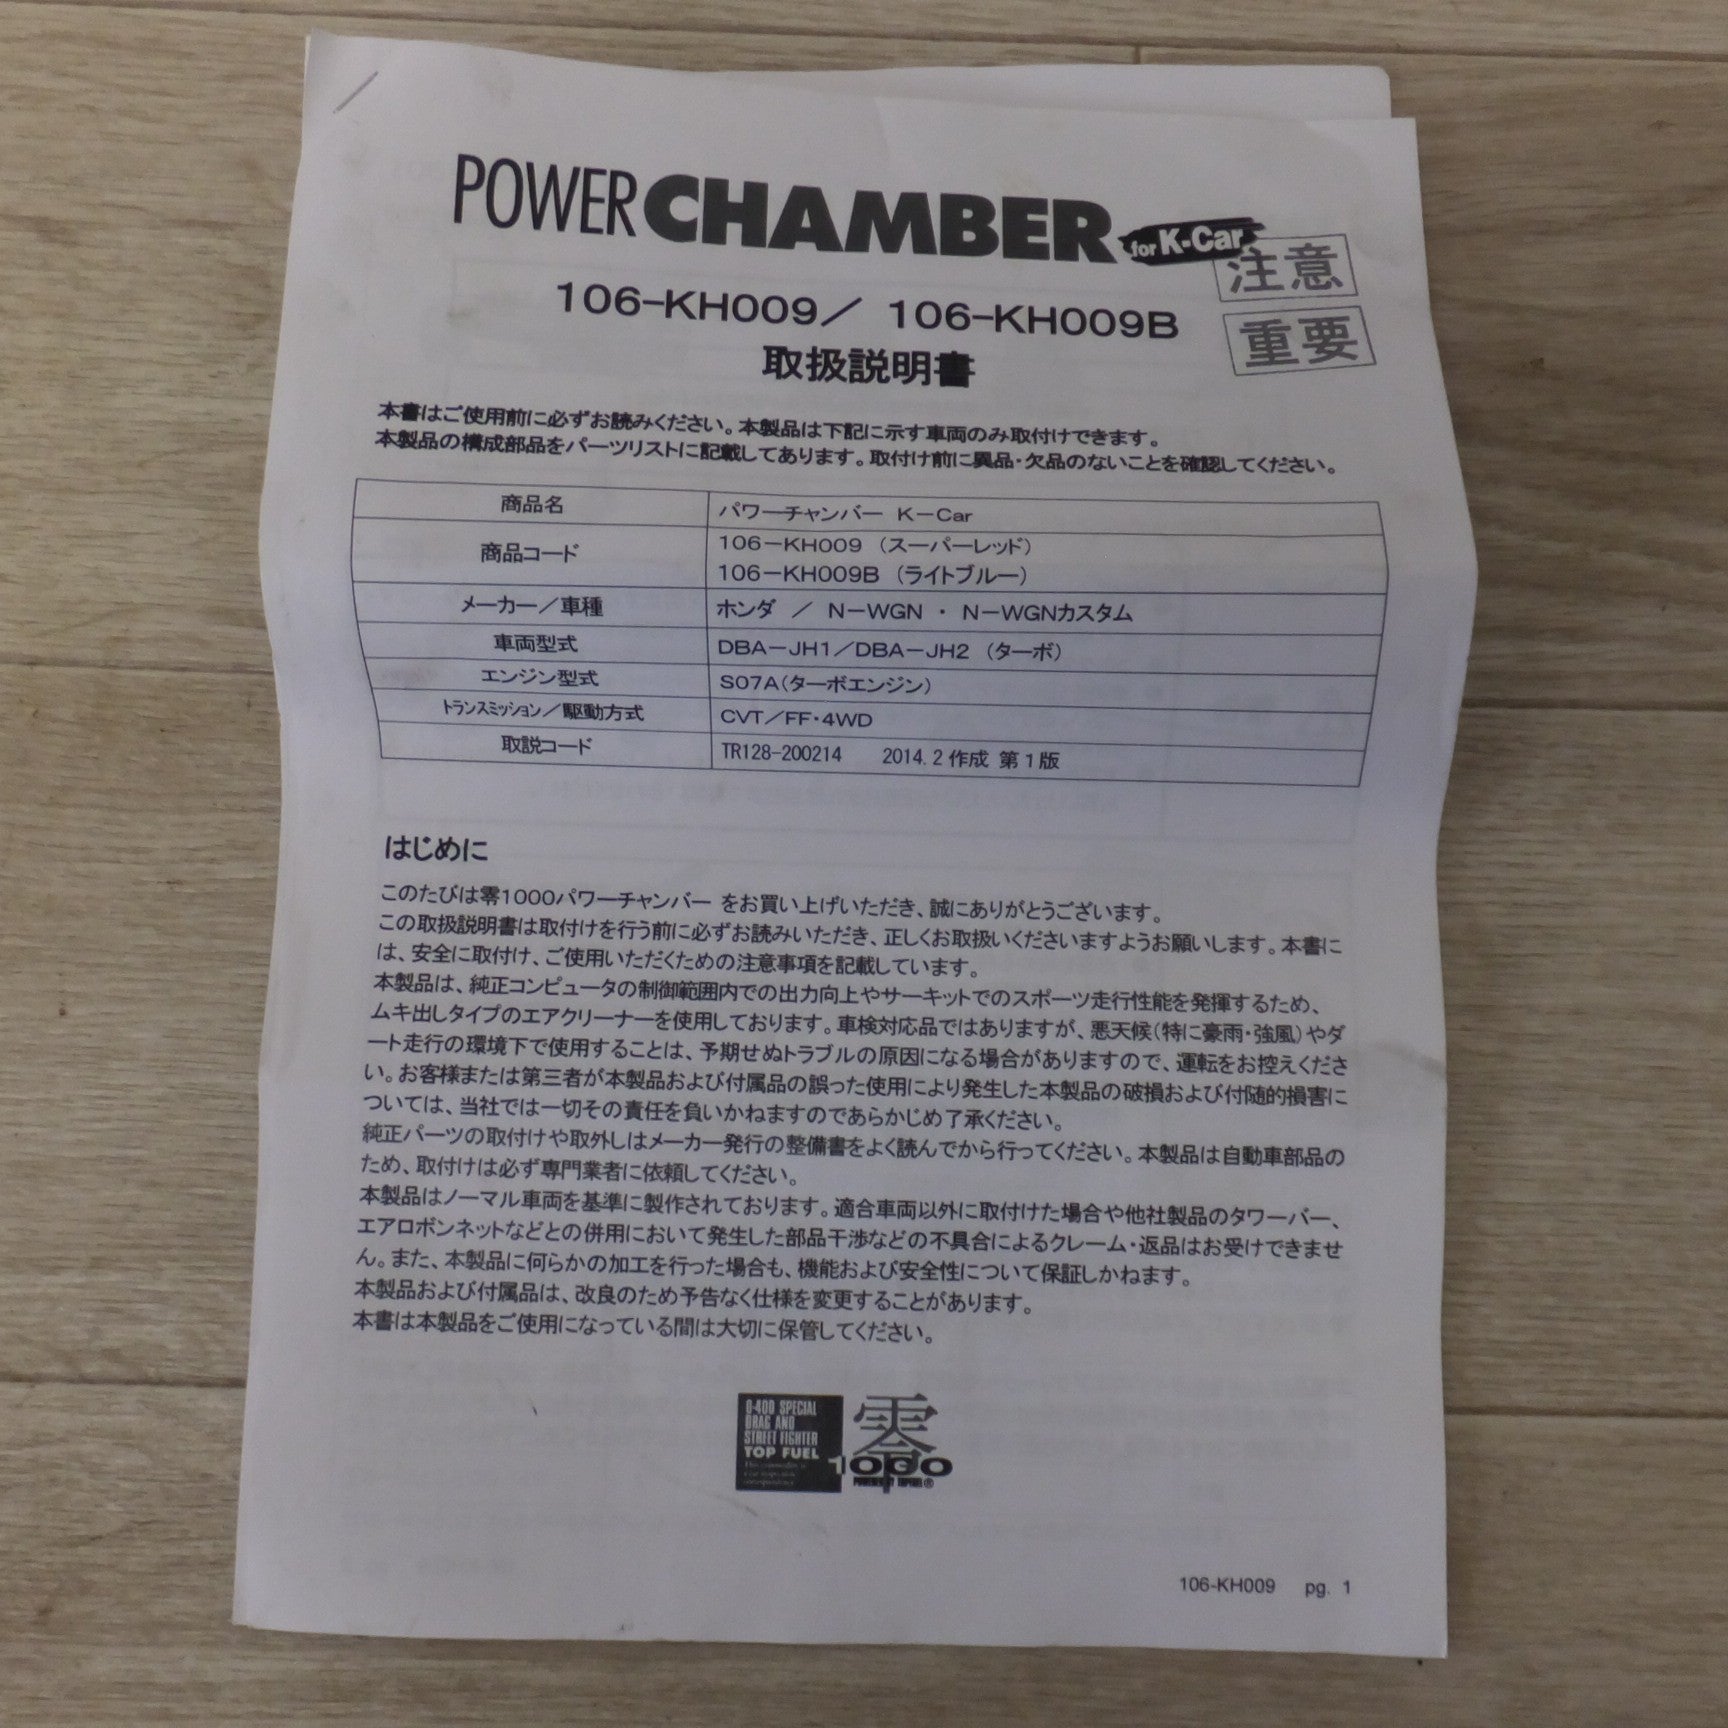 POWER CHAMBER for K-Car
注意
106-KH009／ 106-KH009B
重要
取扱説明書
本書はご使用前に必ずお読みください。本製品は下記に示す車両のみ取付けできます。
本製品の構成部品をパーツリストに記載してあります。取付け前に異品・欠品のないことを確認してください。
商品名 パワーチャンバー K－Car
商品コード 106－KH009 （スーパーレッド）
106－KH009B （ライトブルー）
メーカー／車種 ホンダ ／ N－WGN ・ N－WGNカスタム
車両型式 DBA－JH1／DBA－JH2 （ターボ）
エンジン型式 S07A（ターボエンジン）
トランスミッション／駆動方式 CVT／FF・4WD
取説コード TR128-200214 2014.2作成 第1版
はじめに
このたびは零1000パワーチャンバー をお買い上げいただき、誠にありがとうございます。
この取扱説明書は取付けを行う前に必ずお読みいただき、正しくお取扱いくださいますようお願いします。本書に
は、安全に取付け、ご使用いただくための注意事項を記載しています。
本製品は、純正コンピュータの制御範囲内での出力向上やサーキットでのスポーツ走行性能を発揮するため、
ムキ出しタイプのエアクリーナーを使用しております。車検対応品ではありますが、悪天候（特に豪雨・強風）やダ
ート走行の環境下で使用することは、予期せぬトラブルの原因になる場合がありますので、運転をお控えくださ
い。お客様または第三者が本製品および付属品の誤った使用により発生した本製品の破損および付随的損害に
ついては、当社では一切その責任を負いかねますのであらかじめ了承ください。
純正パーツの取付けや取外しはメーカー発行の整備書をよく読んでから行ってください。本製品は自動車部品の
ため、取付けは必ず専門業者に依頼してください。
本製品はノーマル車両を基準に製作されております。適合車両以外に取付けた場合や他社製品のタワーバー、
エアロボンネットなどとの併用において発生した部品干渉などの不具合によるクレーム・返品はお受けできませ
ん。また、本製品に何らかの加工を行った場合も、機能および安全性について保証しかねます。
本製品および付属品は、改良のため予告なく仕様を変更することがあります。
本書は本製品をご使用になっている間は大切に保管してください。
0-400 SPECIAL
DRAG AND
STREET FIGHTER
TOP FUEL
零
1000
106-KH009 pg. 1